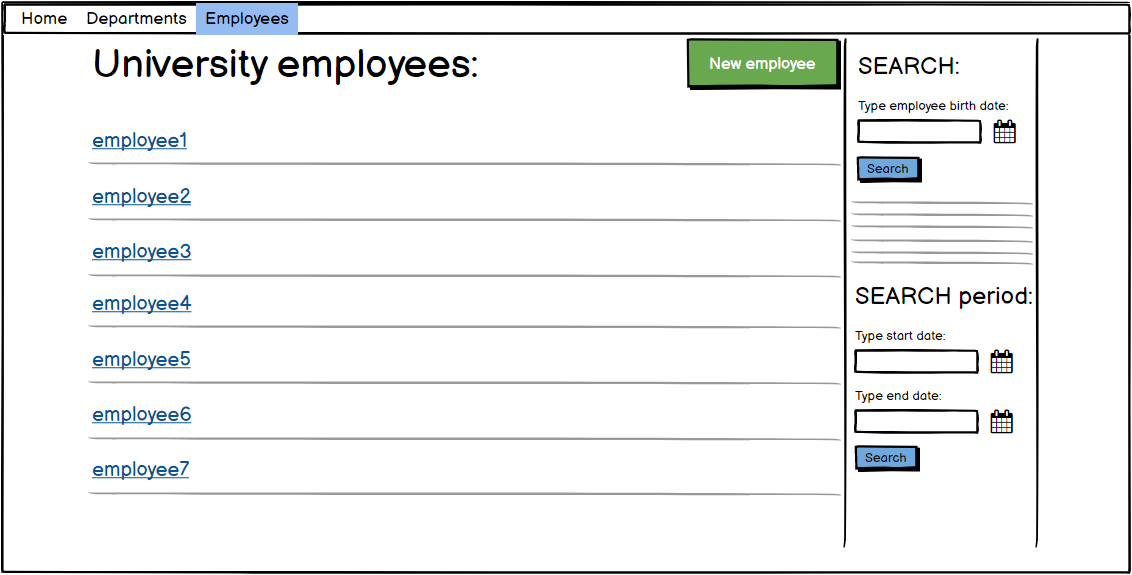 Home Departments Employees
University employees:
New employee
employee1
employee2
employee3
employee4
employee5
employee6
employee7
SEARCH:
Type employee birth date:
Search
SEARCH period:
Type start date:
Type end date:
Search